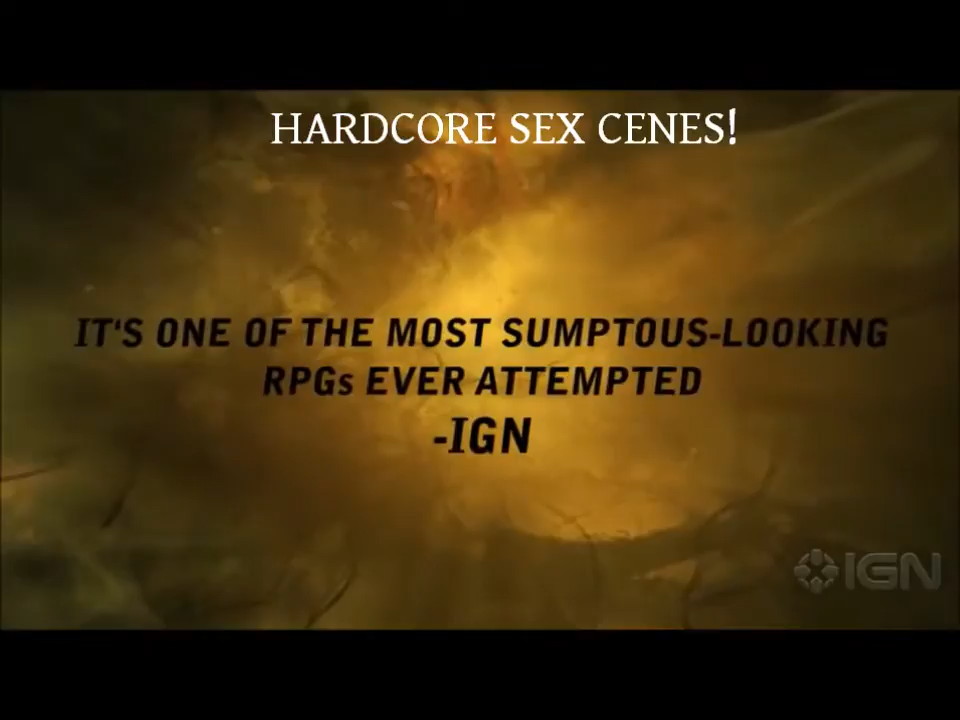 HARDCORE SEX CENES!
IT'S ONE OF THE MOST SUMPTOUS-LOOKING
RPGs EVER ATTEMPTED
-IGN
IGN